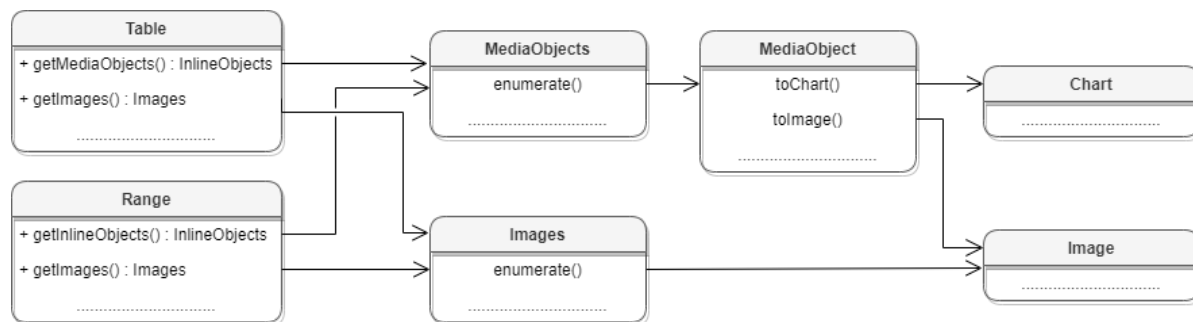 Table
+ getMediaObjects() : InlineObjects
+ getImages() : Images
................................
Range
+ getInlineObjects() : InlineObjects
+ getImages() : Images
................................
MediaObjects
enumerate()
................................
Images
enumerate()
................................
MediaObject
toChart()
toImage()
................................
Chart
................................
Image
................................